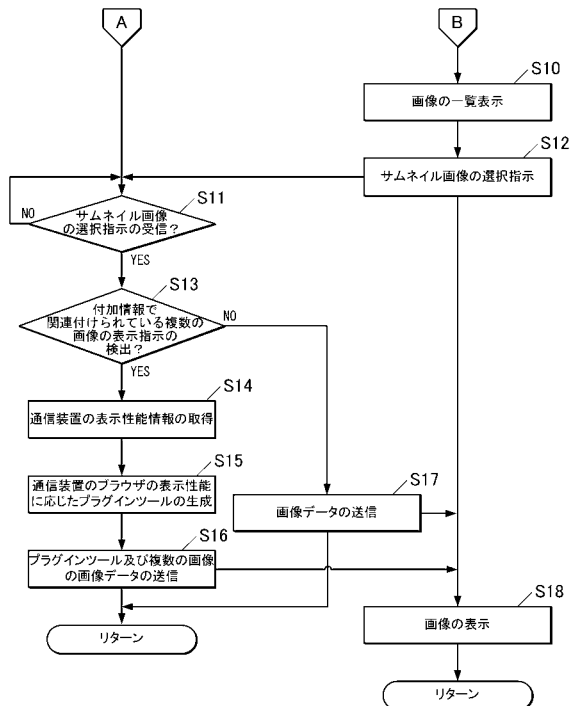 A
B
S10
画像の一覧表示
S12
サムネイル画像の選択指示
S11
サムネイル画像
の選択指示の受信？
NO
YES
S13
付加情報で
関連付けられている複数の
画像の表示指示の
検出？
NO
YES
S14
通信装置の表示性能情報の取得
S15
通信装置のブラウザの表示性能
に応じたプラグインツールの生成
S17
画像データの送信
S16
プラグインツール及び複数の画像
の画像データの送信
S18
画像の表示
リターン
リターン